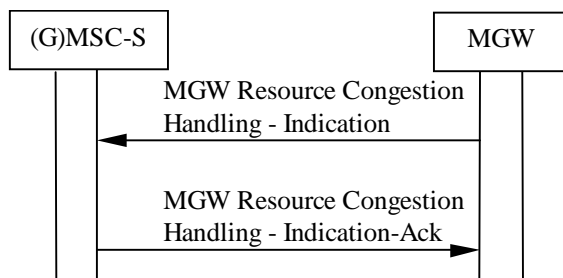 (G)MSC-S
MGW
MGW Resource Congestion
Handling - Indication
MGW Resource Congestion
Handling - Indication-Ack